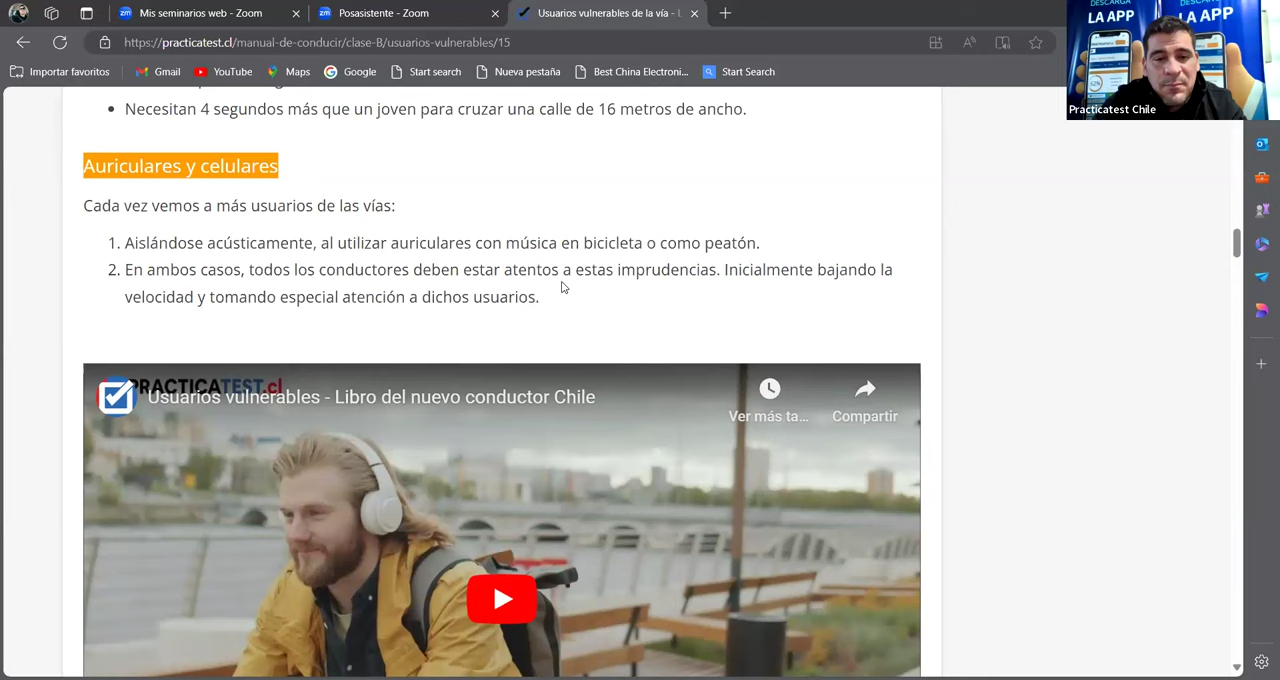 Mis seminarios web - Zoom
Posasistente - Zoom
Usuarios vulnerables de la vía - L
https://practicatest.cl/manual-de-conducir/clase-B/usuarios-vulnerables/15
Importar favoritos
Gmail
YouTube
Maps
Google
Start search
Nueva pestaña
Best China Electroni...
Start Search
DESCARGA
LA APP
DESCARGA
LA APP
Practicatest Chile
Necesitan 4 segundos más que un joven para cruzar una calle de 16 metros de ancho.
Auriculares y celulares
Cada vez vemos a más usuarios de las vías:
1. Aislándose acústicamente, al utilizar auriculares con música en bicicleta o como peatón.
2. En ambos casos, todos los conductores deben estar atentos a estas imprudencias. Inicialmente bajando la
velocidad y tomando especial atención a dichos usuarios.
PRACTICATEST.cl
Usuarios vulnerables - Libro del nuevo conductor Chile
Ver más ta...
Compartir